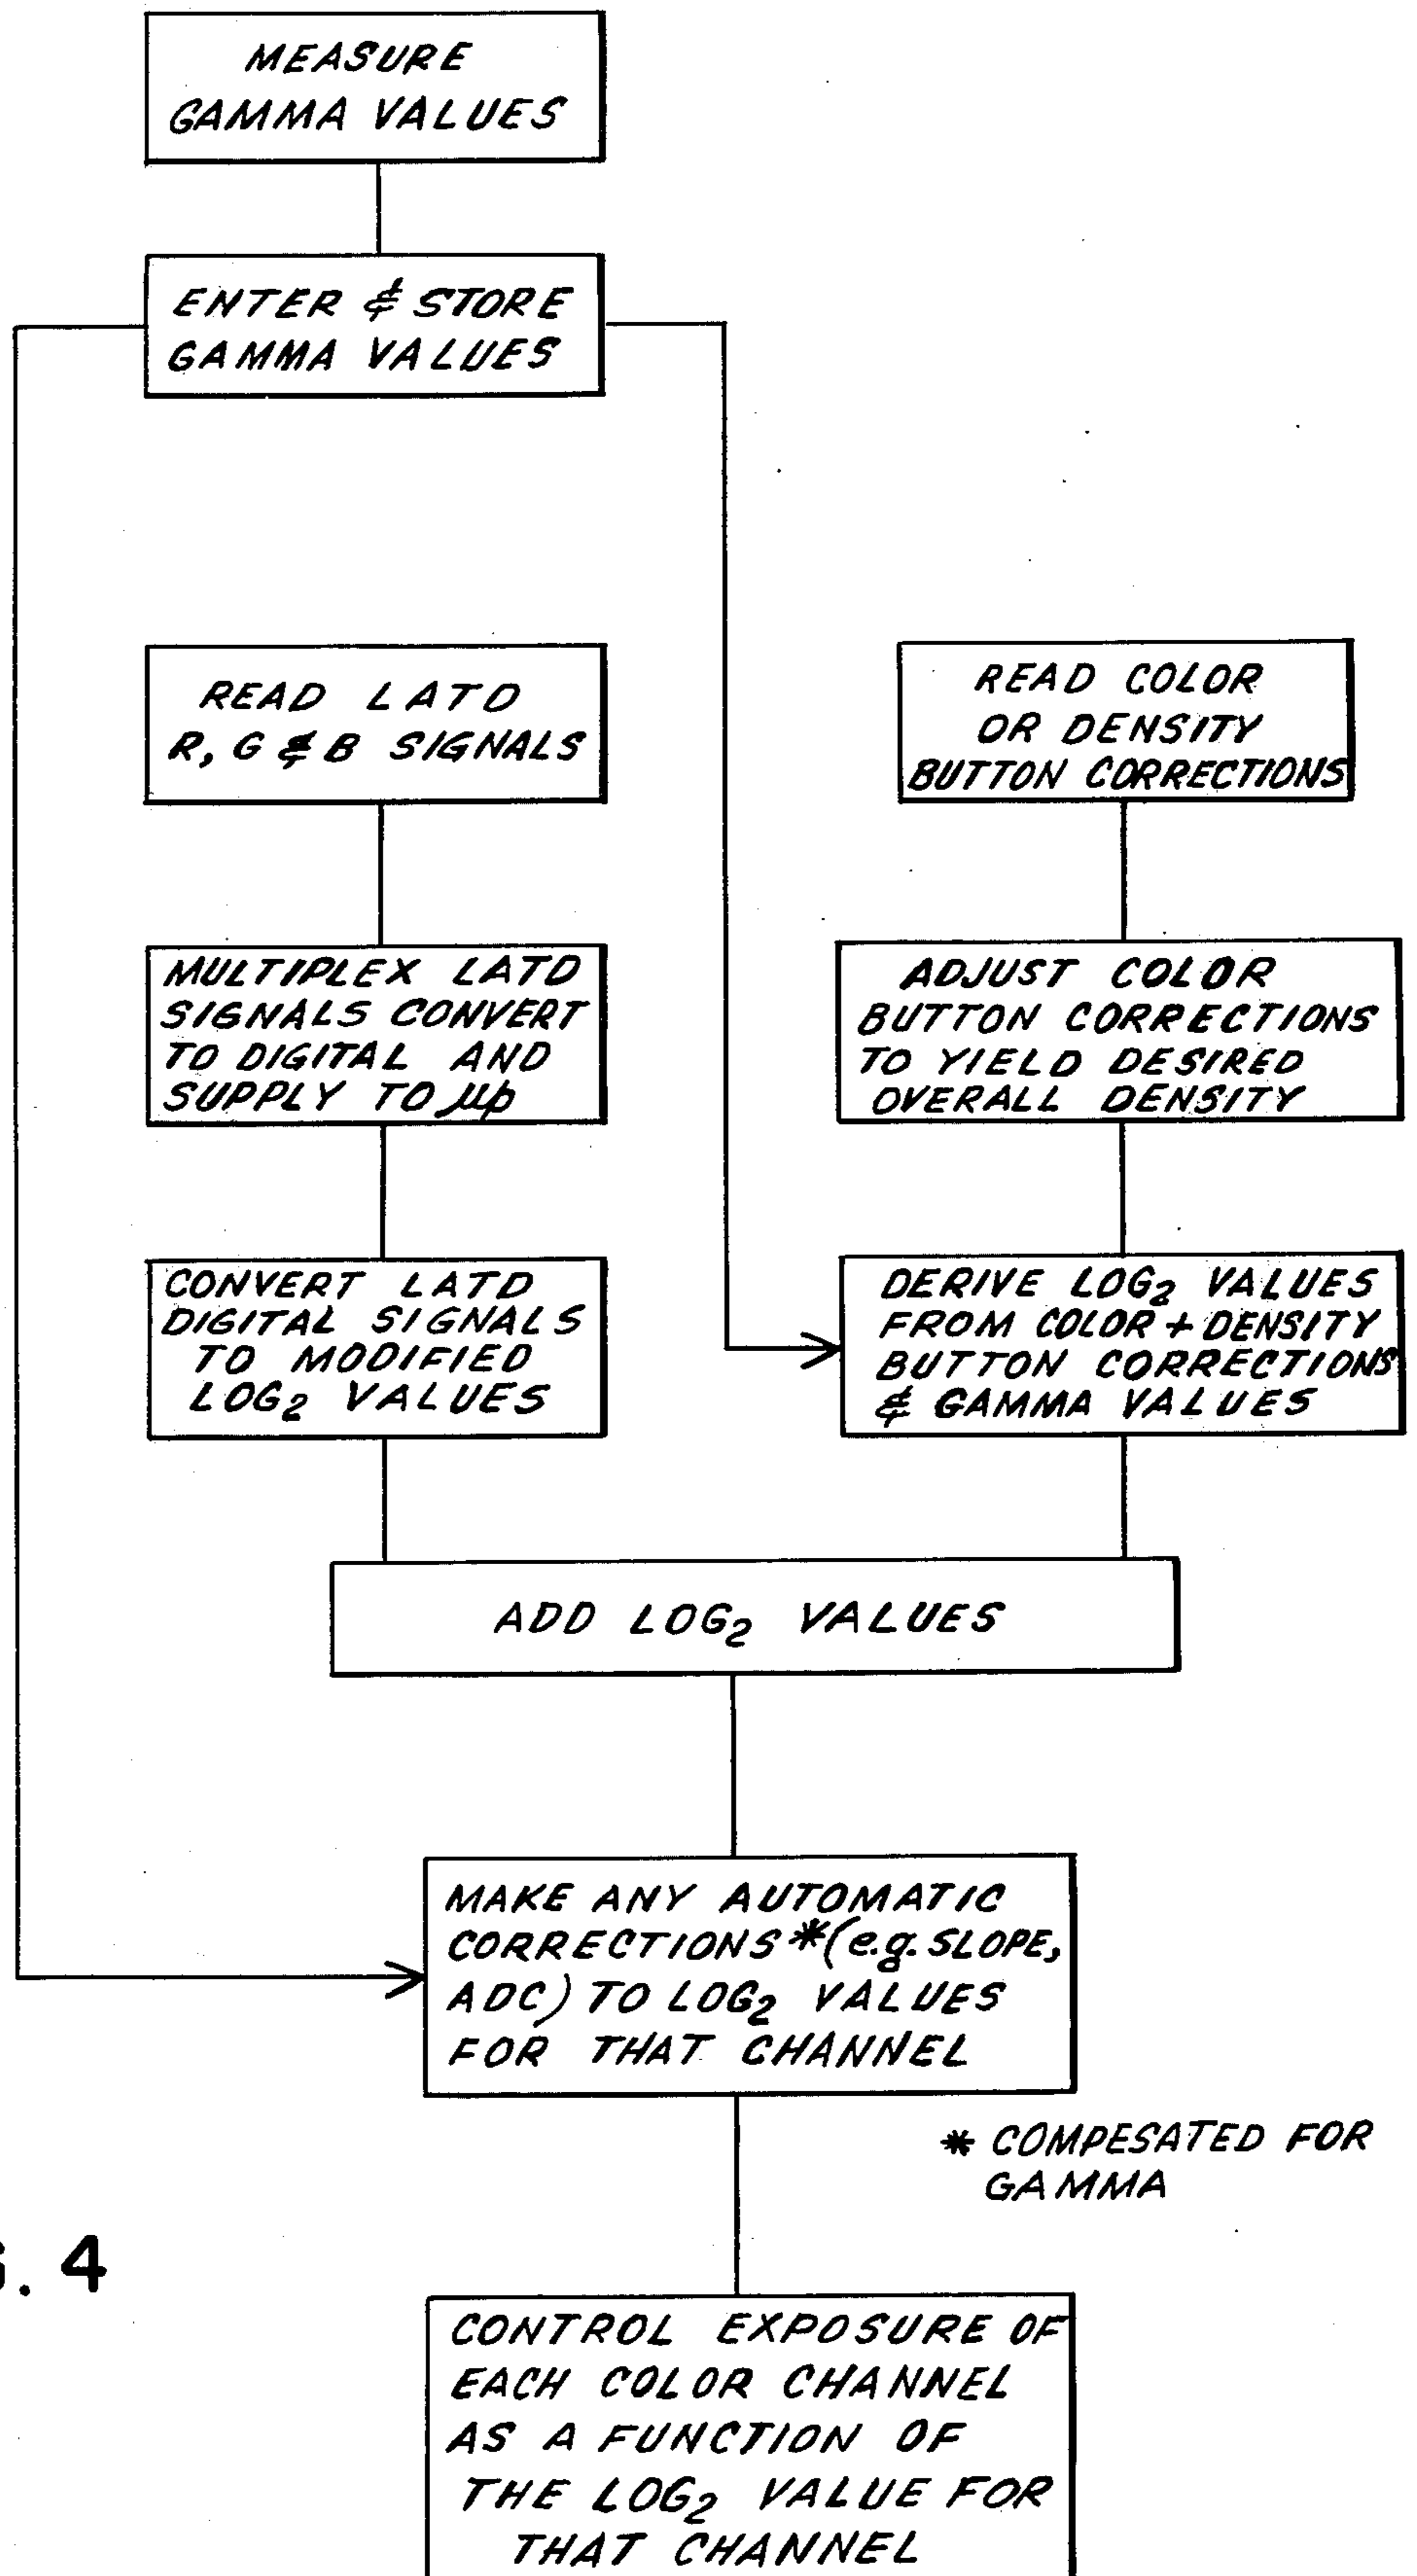 MEASURE
GAMMA VALUES
ENTER & STORE
GAMMA VALUES
READ LATD
R, G & B SIGNALS
READ COLOR
OR DENSITY
BUTTON CORRECTIONS
MULTIPLEX LATD
SIGNALS CONVERT
TO DIGITAL AND
SUPPLY TO µp
ADJUST COLOR
BUTTON CORRECTIONS
TO YIELD DESIRED
OVERALL DENSITY
CONVERT LATD
DIGITAL SIGNALS
TO MODIFIED
LOG₂ VALUES
DERIVE LOG₂ VALUES
FROM COLOR + DENSITY
BUTTON CORRECTIONS
& GAMMA VALUES
ADD LOG₂ VALUES
MAKE ANY AUTOMATIC
CORRECTIONS *(e.g. SLOPE,
ADC) TO LOG₂ VALUES
FOR THAT CHANNEL
* COMPESATED FOR
GAMMA
. 4
CONTROL EXPOSURE OF
EACH COLOR CHANNEL
AS A FUNCTION OF
THE LOG₂ VALUE FOR
THAT CHANNEL